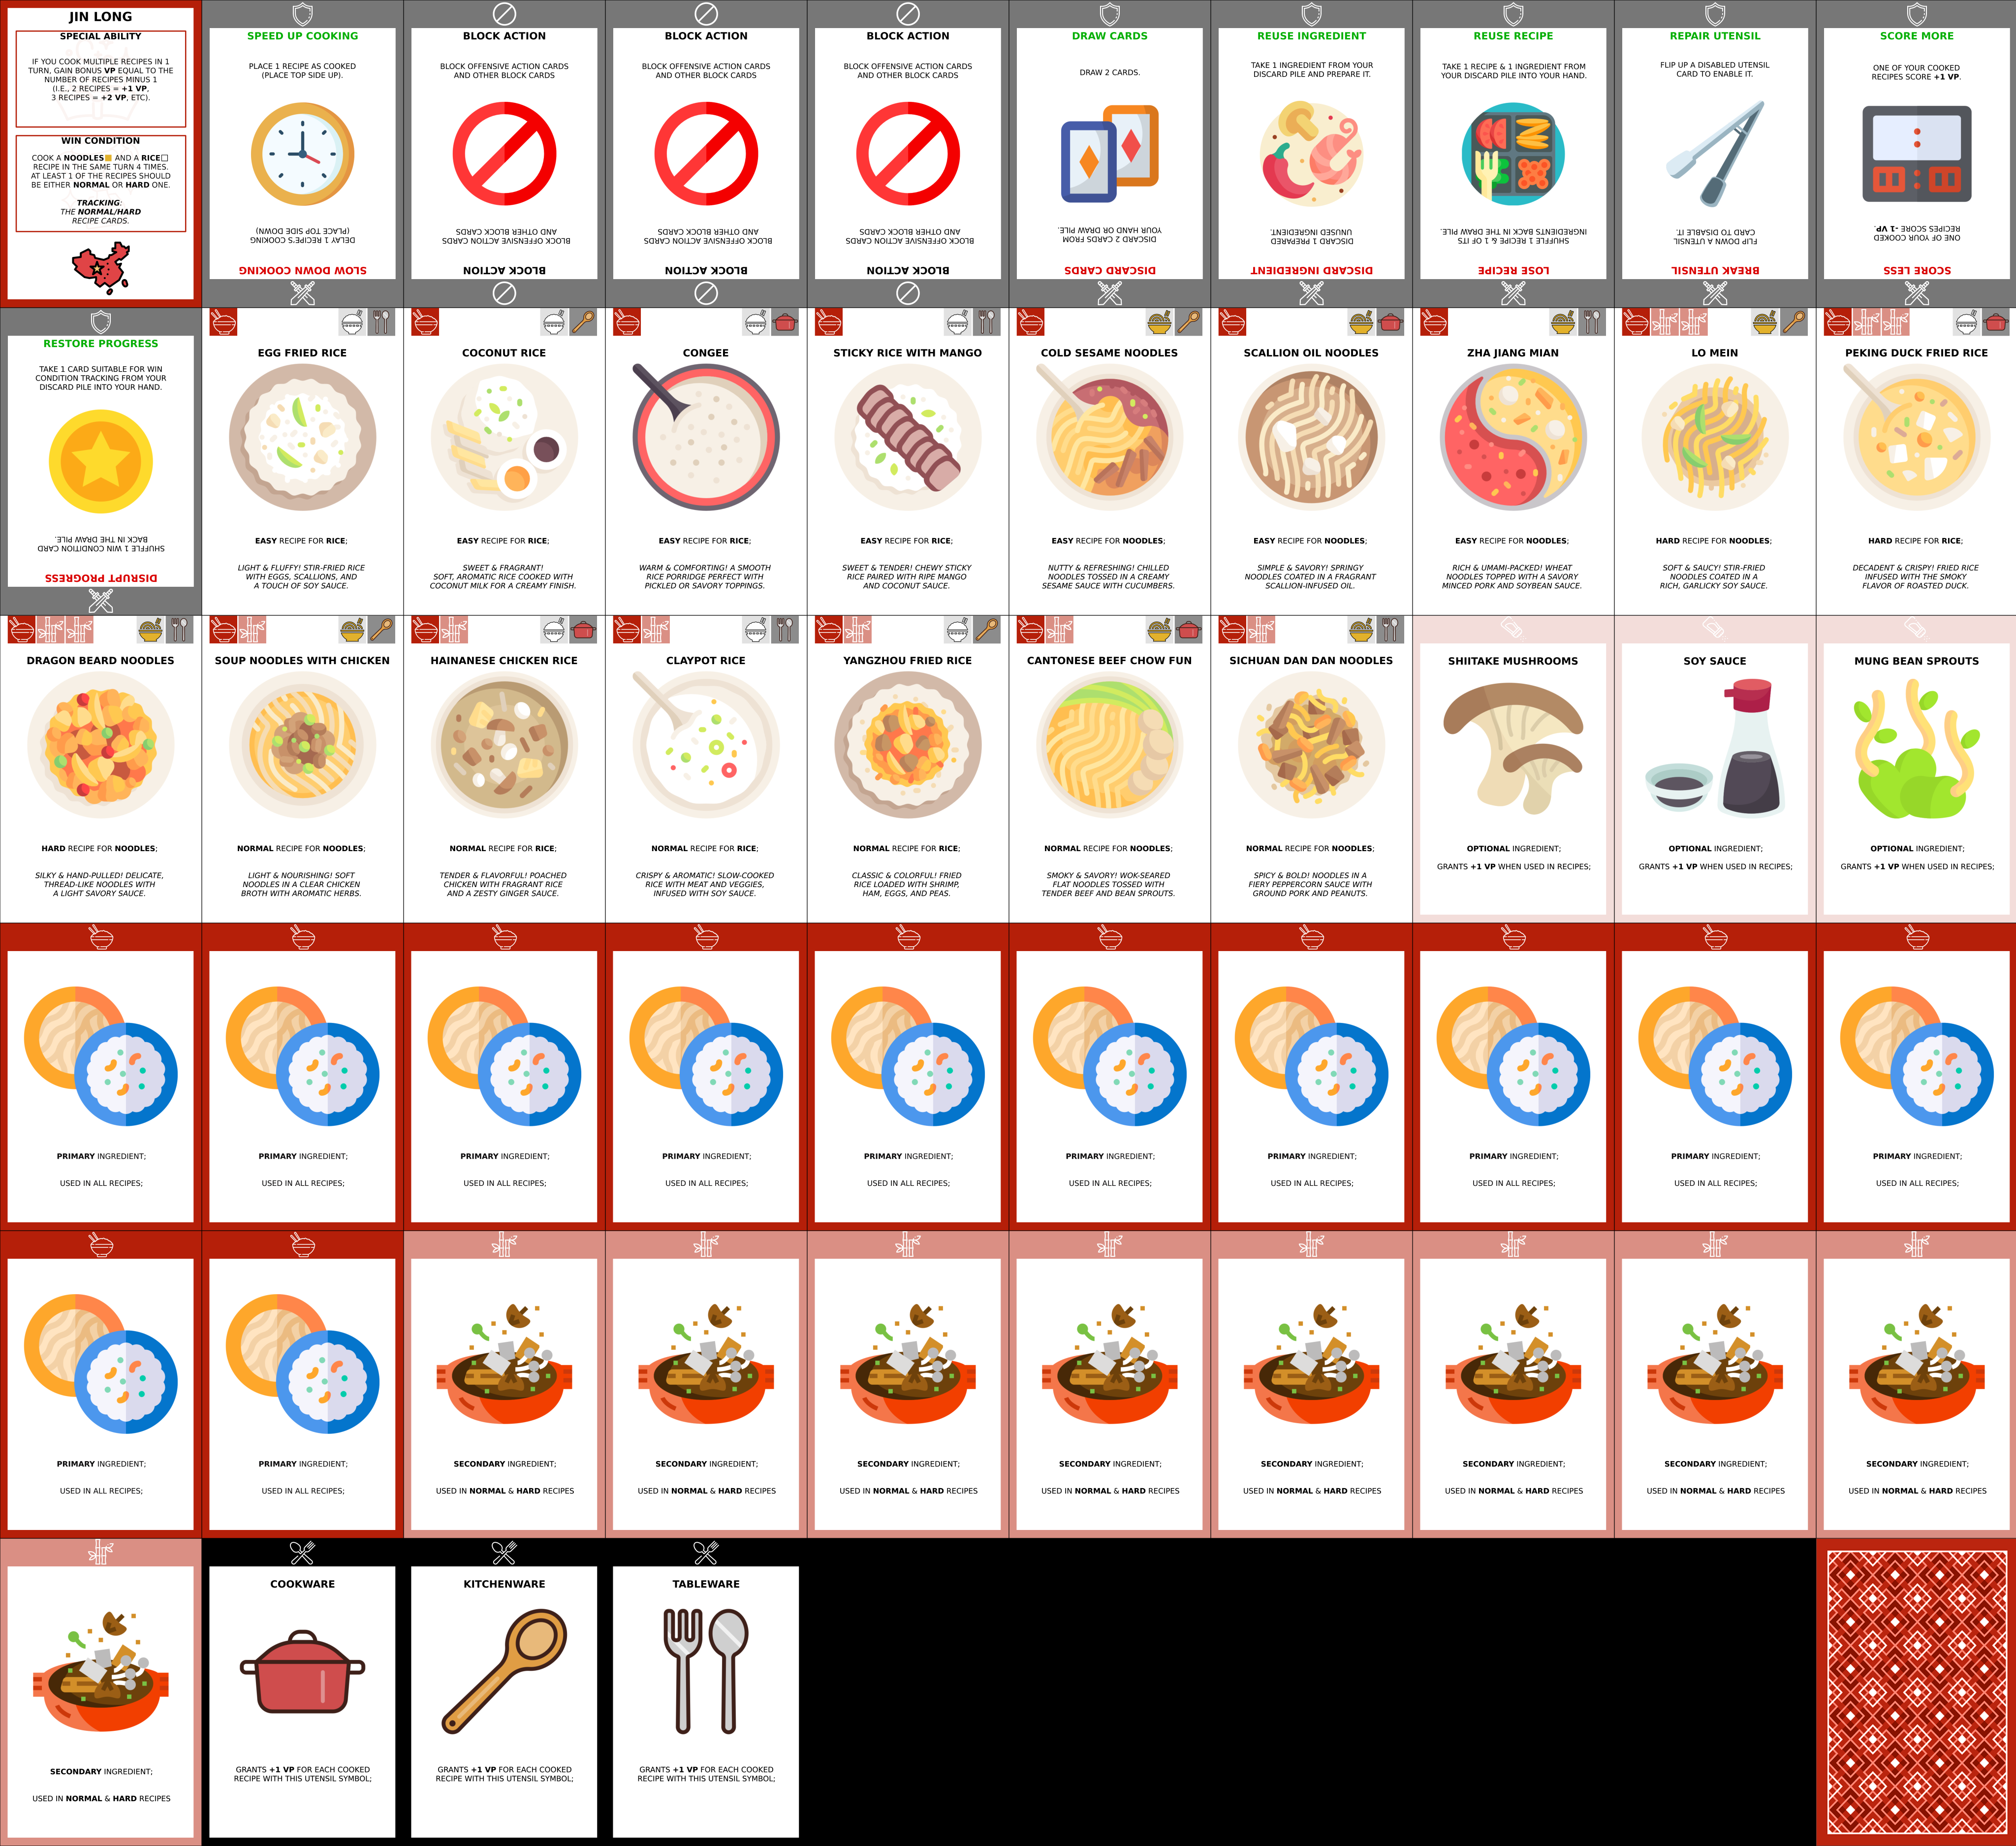 JIN LONG
SPECIAL ABILITY
IF YOU COOK MULTIPLE RECIPES IN 1
TURN, GAIN BONUS VP EQUAL TO THE
NUMBER OF RECIPES MINUS 1
(I.E., 2 RECIPES = +1 VP,
3 RECIPES = +2 VP, ETC).
WIN CONDITION
COOK A NOODLES AND A RICE
RECIPE IN THE SAME TURN 4 TIMES.
AT LEAST 1 OF THE RECIPES SHOULD
BE EITHER NORMAL OR HARD ONE.
TRACKING:
THE NORMAL/HARD
RECIPE CARDS.
SPEED UP COOKING
PLACE 1 RECIPE AS COOKED
(PLACE TOP SIDE UP).
DELAY 1 RECIPE'S COOKING
(PLACE TOP SIDE DOWN)
SLOW DOWN COOKING
BLOCK ACTION
BLOCK OFFENSIVE ACTION CARDS
AND OTHER BLOCK CARDS
BLOCK OFFENSIVE ACTION CARDS
AND OTHER BLOCK CARDS
BLOCK ACTION
BLOCK ACTION
BLOCK OFFENSIVE ACTION CARDS
AND OTHER BLOCK CARDS
BLOCK OFFENSIVE ACTION CARDS
AND OTHER BLOCK CARDS
BLOCK ACTION
BLOCK ACTION
BLOCK OFFENSIVE ACTION CARDS
AND OTHER BLOCK CARDS
BLOCK OFFENSIVE ACTION CARDS
AND OTHER BLOCK CARDS
BLOCK ACTION
DRAW CARDS
DRAW 2 CARDS.
DISCARD 2 CARDS FROM
YOUR HAND OR DRAW PILE.
DISCARD CARDS
REUSE INGREDIENT
TAKE 1 INGREDIENT FROM YOUR
DISCARD PILE AND PREPARE IT.
DISCARD 1 PREPARED
UNUSED INGREDIENT.
DISCARD INGREDIENT
REUSE RECIPE
TAKE 1 RECIPE & 1 INGREDIENT FROM
YOUR DISCARD PILE INTO YOUR HAND.
SHUFFLE 1 RECIPE & 1 OF ITS
INGREDIENTS BACK IN THE DRAW PILE.
LOSE RECIPE
REPAIR UTENSIL
FLIP UP A DISABLED UTENSIL
CARD TO ENABLE IT.
FLIP DOWN A UTENSIL
CARD TO DISABLE IT.
BREAK UTENSIL
SCORE MORE
ONE OF YOUR COOKED
RECIPES SCORE +1 VP.
ONE OF YOUR COOKED
RECIPES SCORE -1 VP.
SCORE LESS
RESTORE PROGRESS
TAKE 1 CARD SUITABLE FOR WIN
CONDITION TRACKING FROM YOUR
DISCARD PILE INTO YOUR HAND.
SHUFFLE 1 WIN CONDITION CARD
BACK IN THE DRAW PILE.
DISRUPT PROGRESS
EGG FRIED RICE
EASY RECIPE FOR RICE;
LIGHT & FLUFFY! STIR-FRIED RICE
WITH EGGS, SCALLIONS, AND
A TOUCH OF SOY SAUCE.
COCONUT RICE
EASY RECIPE FOR RICE;
SWEET & FRAGRANT!
SOFT, AROMATIC RICE COOKED WITH
COCONUT MILK FOR A CREAMY FINISH.
CONGEE
EASY RECIPE FOR RICE;
WARM & COMFORTING! A SMOOTH
RICE PORRIDGE PERFECT WITH
PICKLED OR SAVORY TOPPINGS.
STICKY RICE WITH MANGO
EASY RECIPE FOR RICE;
SWEET & TENDER! CHEWY STICKY
RICE PAIRED WITH RIPE MANGO
AND COCONUT SAUCE.
COLD SESAME NOODLES
EASY RECIPE FOR NOODLES;
NUTTY & REFRESHING! CHILLED
NOODLES TOSSED IN A CREAMY
SESAME SAUCE WITH CUCUMBERS.
SCALLION OIL NOODLES
EASY RECIPE FOR NOODLES;
SIMPLE & SAVORY! SPRINGY
NOODLES COATED IN A FRAGRANT
SCALLION-INFUSED OIL.
ZHA JIANG MIAN
EASY RECIPE FOR NOODLES;
RICH & UMAMI-PACKED! WHEAT
NOODLES TOPPED WITH A SAVORY
MINCED PORK AND SOYBEAN SAUCE.
LO MEIN
HARD RECIPE FOR NOODLES;
SOFT & SAUCY! STIR-FRIED
NOODLES COATED IN A
RICH, GARLICKY SOY SAUCE.
PEKING DUCK FRIED RICE
HARD RECIPE FOR RICE;
DECADENT & CRISPY! FRIED RICE
INFUSED WITH THE SMOKY
FLAVOR OF ROASTED DUCK.
DRAGON BEARD NOODLES
HARD RECIPE FOR NOODLES;
SILKY & HAND-PULLED! DELICATE,
THREAD-LIKE NOODLES WITH
A LIGHT SAVORY SAUCE.
SOUP NOODLES WITH CHICKEN
NORMAL RECIPE FOR NOODLES;
LIGHT & NOURISHING! SOFT
NOODLES IN A CLEAR CHICKEN
BROTH WITH AROMATIC HERBS.
HAINANESE CHICKEN RICE
NORMAL RECIPE FOR RICE;
TENDER & FLAVORFUL! POACHED
CHICKEN WITH FRAGRANT RICE
AND A ZESTY GINGER SAUCE.
CLAYPOT RICE
NORMAL RECIPE FOR RICE;
CRISPY & AROMATIC! SLOW-COOKED
RICE WITH MEAT AND VEGGIES,
INFUSED WITH SOY SAUCE.
YANGZHOU FRIED RICE
NORMAL RECIPE FOR RICE;
CLASSIC & COLORFUL! FRIED
RICE LOADED WITH SHRIMP,
HAM, EGGS, AND PEAS.
CANTONESE BEEF CHOW FUN
NORMAL RECIPE FOR NOODLES;
SMOKY & SAVORY! WOK-SEARED
FLAT NOODLES TOSSED WITH
TENDER BEEF AND BEAN SPROUTS.
SICHUAN DAN DAN NOODLES
NORMAL RECIPE FOR NOODLES;
SPICY & BOLD! NOODLES IN A
FIERY PEPPERCORN SAUCE WITH
GROUND PORK AND PEANUTS.
SHIITAKE MUSHROOMS
OPTIONAL INGREDIENT;
GRANTS +1 VP WHEN USED IN RECIPES;
SOY SAUCE
OPTIONAL INGREDIENT;
GRANTS +1 VP WHEN USED IN RECIPES;
MUNG BEAN SPROUTS
OPTIONAL INGREDIENT;
GRANTS +1 VP WHEN USED IN RECIPES;
PRIMARY INGREDIENT;
USED IN ALL RECIPES;
PRIMARY INGREDIENT;
USED IN ALL RECIPES;
PRIMARY INGREDIENT;
USED IN ALL RECIPES;
PRIMARY INGREDIENT;
USED IN ALL RECIPES;
PRIMARY INGREDIENT;
USED IN ALL RECIPES;
PRIMARY INGREDIENT;
USED IN ALL RECIPES;
PRIMARY INGREDIENT;
USED IN ALL RECIPES;
PRIMARY INGREDIENT;
USED IN ALL RECIPES;
PRIMARY INGREDIENT;
USED IN ALL RECIPES;
PRIMARY INGREDIENT;
USED IN ALL RECIPES;
PRIMARY INGREDIENT;
USED IN ALL RECIPES;
PRIMARY INGREDIENT;
USED IN ALL RECIPES;
SECONDARY INGREDIENT;
USED IN NORMAL & HARD RECIPES
SECONDARY INGREDIENT;
USED IN NORMAL & HARD RECIPES
SECONDARY INGREDIENT;
USED IN NORMAL & HARD RECIPES
SECONDARY INGREDIENT;
USED IN NORMAL & HARD RECIPES
SECONDARY INGREDIENT;
USED IN NORMAL & HARD RECIPES
SECONDARY INGREDIENT;
USED IN NORMAL & HARD RECIPES
SECONDARY INGREDIENT;
USED IN NORMAL & HARD RECIPES
SECONDARY INGREDIENT;
USED IN NORMAL & HARD RECIPES
SECONDARY INGREDIENT;
USED IN NORMAL & HARD RECIPES
COOKWARE
GRANTS +1 VP FOR EACH COOKED
RECIPE WITH THIS UTENSIL SYMBOL;
KITCHENWARE
GRANTS +1 VP FOR EACH COOKED
RECIPE WITH THIS UTENSIL SYMBOL;
TABLEWARE
GRANTS +1 VP FOR EACH COOKED
RECIPE WITH THIS UTENSIL SYMBOL;